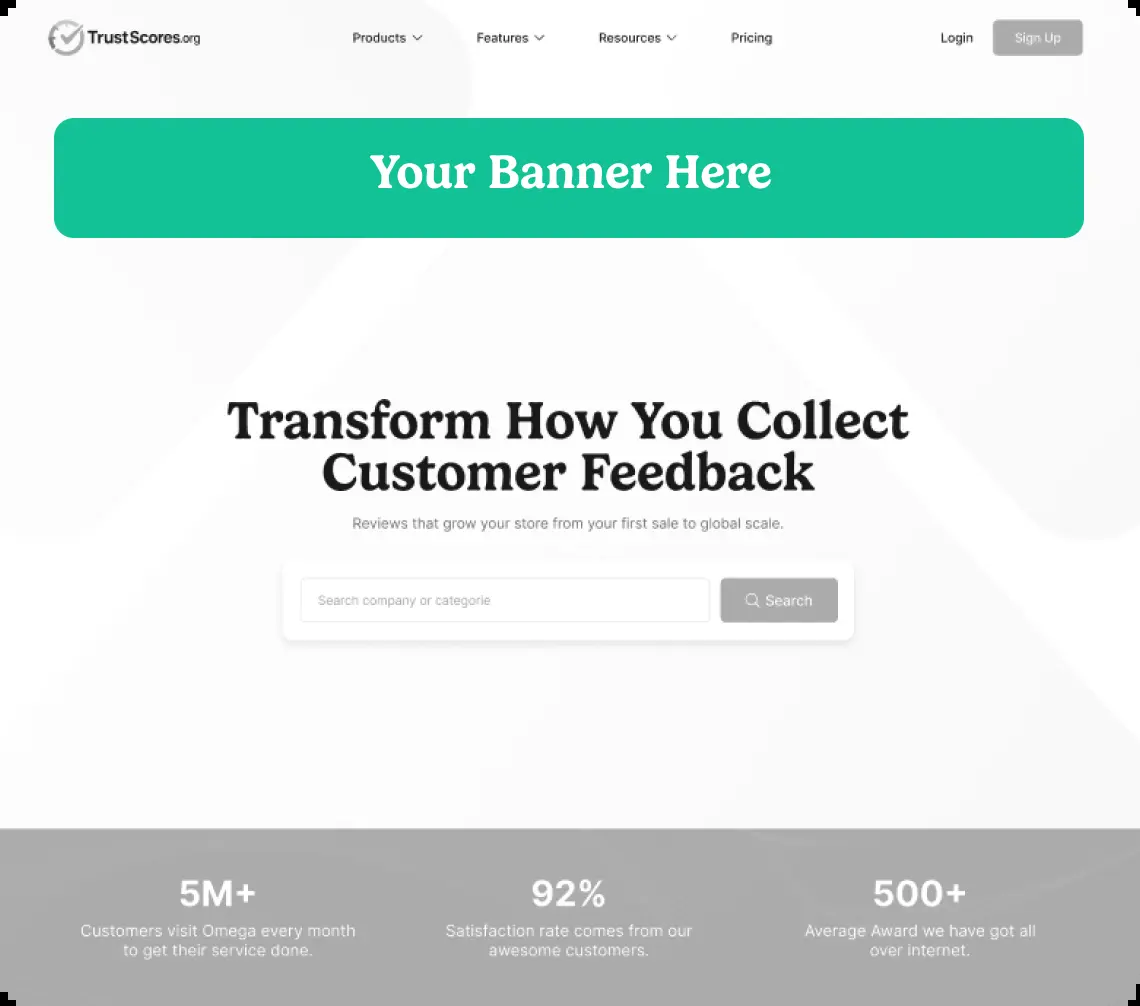 TrustScores.org
Products
Features
Resources
Pricing
Login
Sign Up
Your Banner Here
Transform How You Collect
Customer Feedback
Reviews that grow your store from your first sale to global scale.
Search company or categorie
Search
5M+
Customers visit Omega every month
to get their service done.
92%
Satisfaction rate comes from our
awesome customers.
500+
Average Award we have got all
over internet.